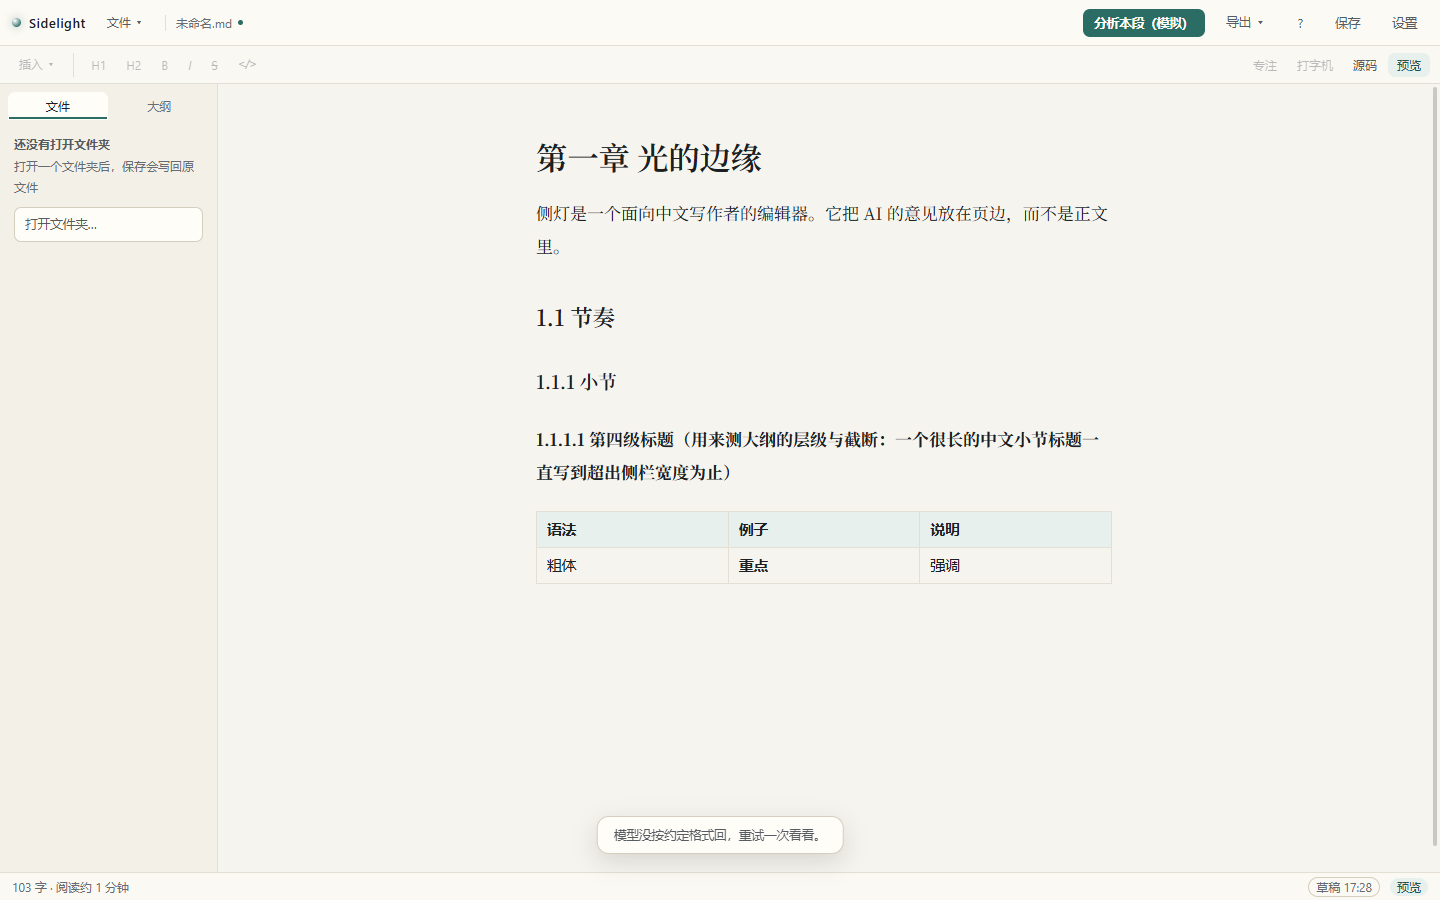 Sidelight 文件 ▾ 未命名.md ● 分析本段（模拟） 导出 ▾ ? 保存 设置
插入 ▾ H1 H2 B I S </> 专注 打字机 源码 预览
文件 大纲
还没有打开文件夹
打开一个文件夹后，保存会写回原
文件
打开文件夹...
第一章 光的边缘
侧灯是一个面向中文写作者的编辑器。它把 AI 的意见放在页边，而不是正文
里。
1.1 节奏
1.1.1 小节
1.1.1.1 第四级标题（用来测大纲的层级与截断：一个很长的中文小节标题一
直写到超出侧栏宽度为止）
语法 例子 说明
粗体 重点 强调
模型没按约定格式回，重试一次看看。
103 字 · 阅读约 1 分钟 草稿 17:28 预览